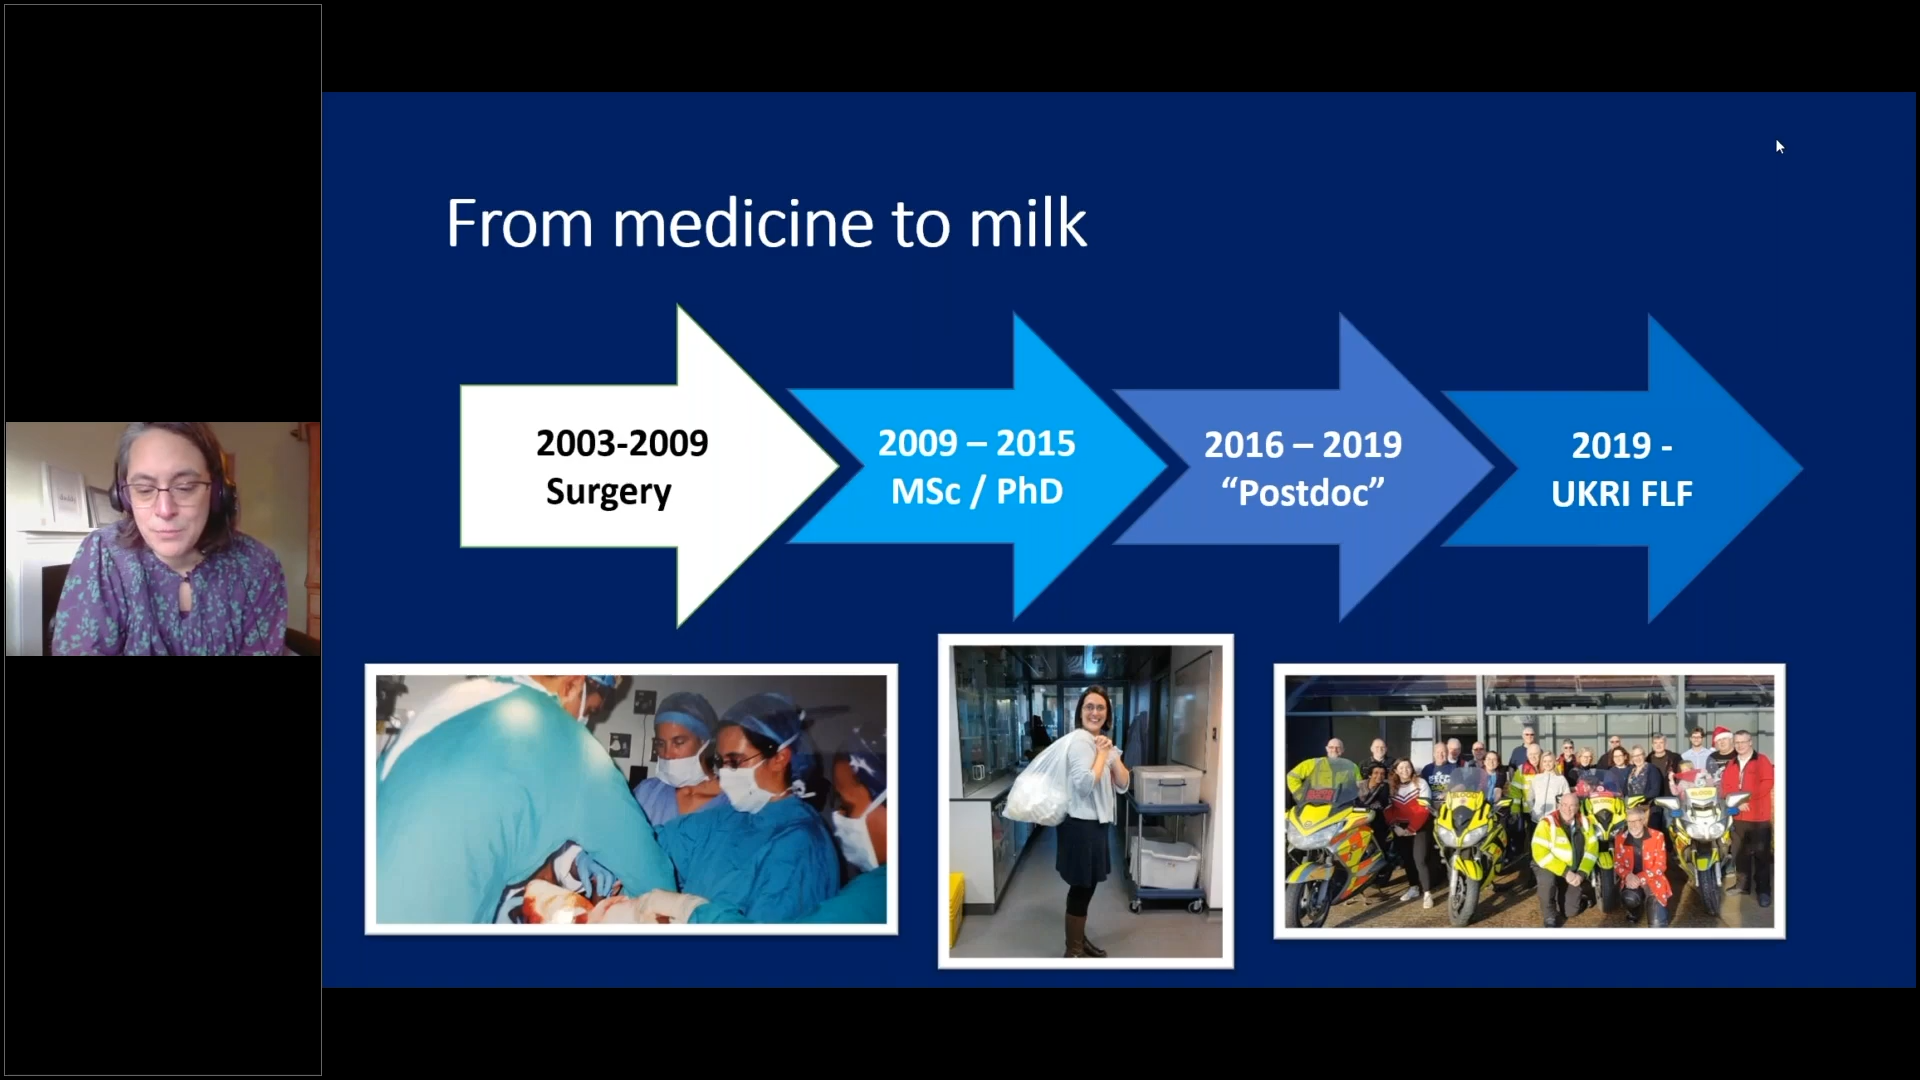 From medicine to milk
2003-2009
Surgery
2009 – 2015
MSc / PhD
2016 – 2019
“Postdoc”
2019 -
UKRI FLF